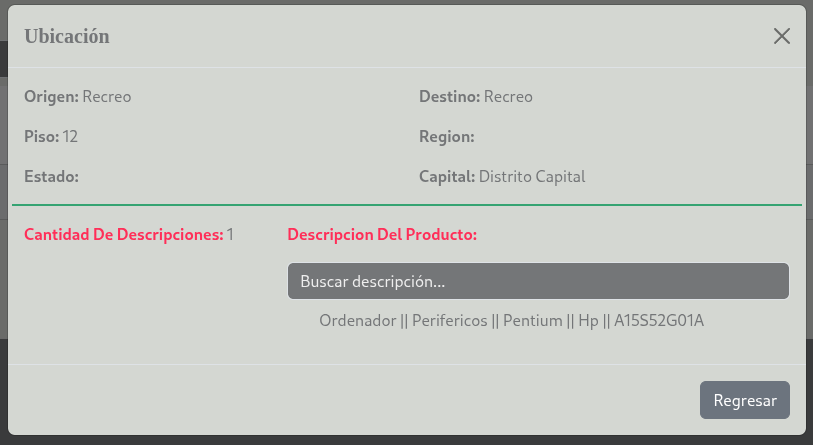 Ubicación
Origen: Recreo
Destino: Recreo
Piso: 12
Region:
Estado:
Capital: Distrito Capital
Cantidad De Descripciones: 1
Descripcion Del Producto:
Buscar descripción...
Ordenador || Perifericos || Pentium || Hp || A15S52G01A
Regresar